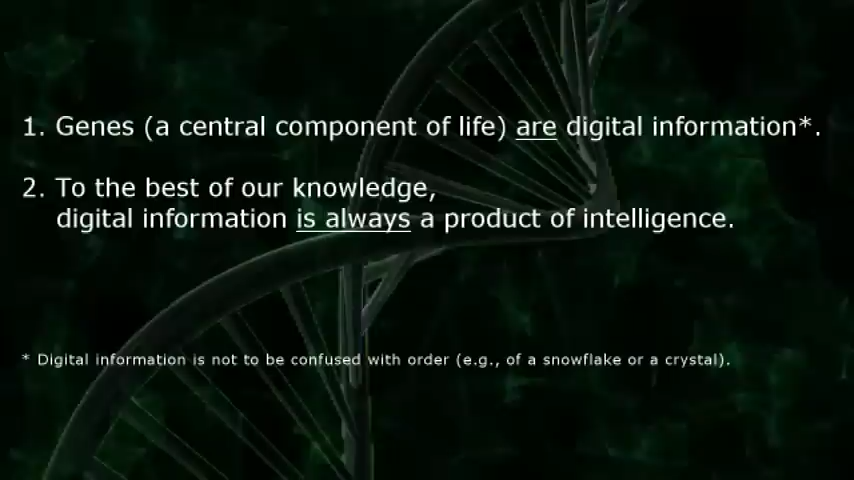 1. Genes (a central component of life) are digital information*.
2. To the best of our knowledge,
digital information is always a product of intelligence.
* Digital information is not to be confused with order (e.g., of a snowflake or a crystal).